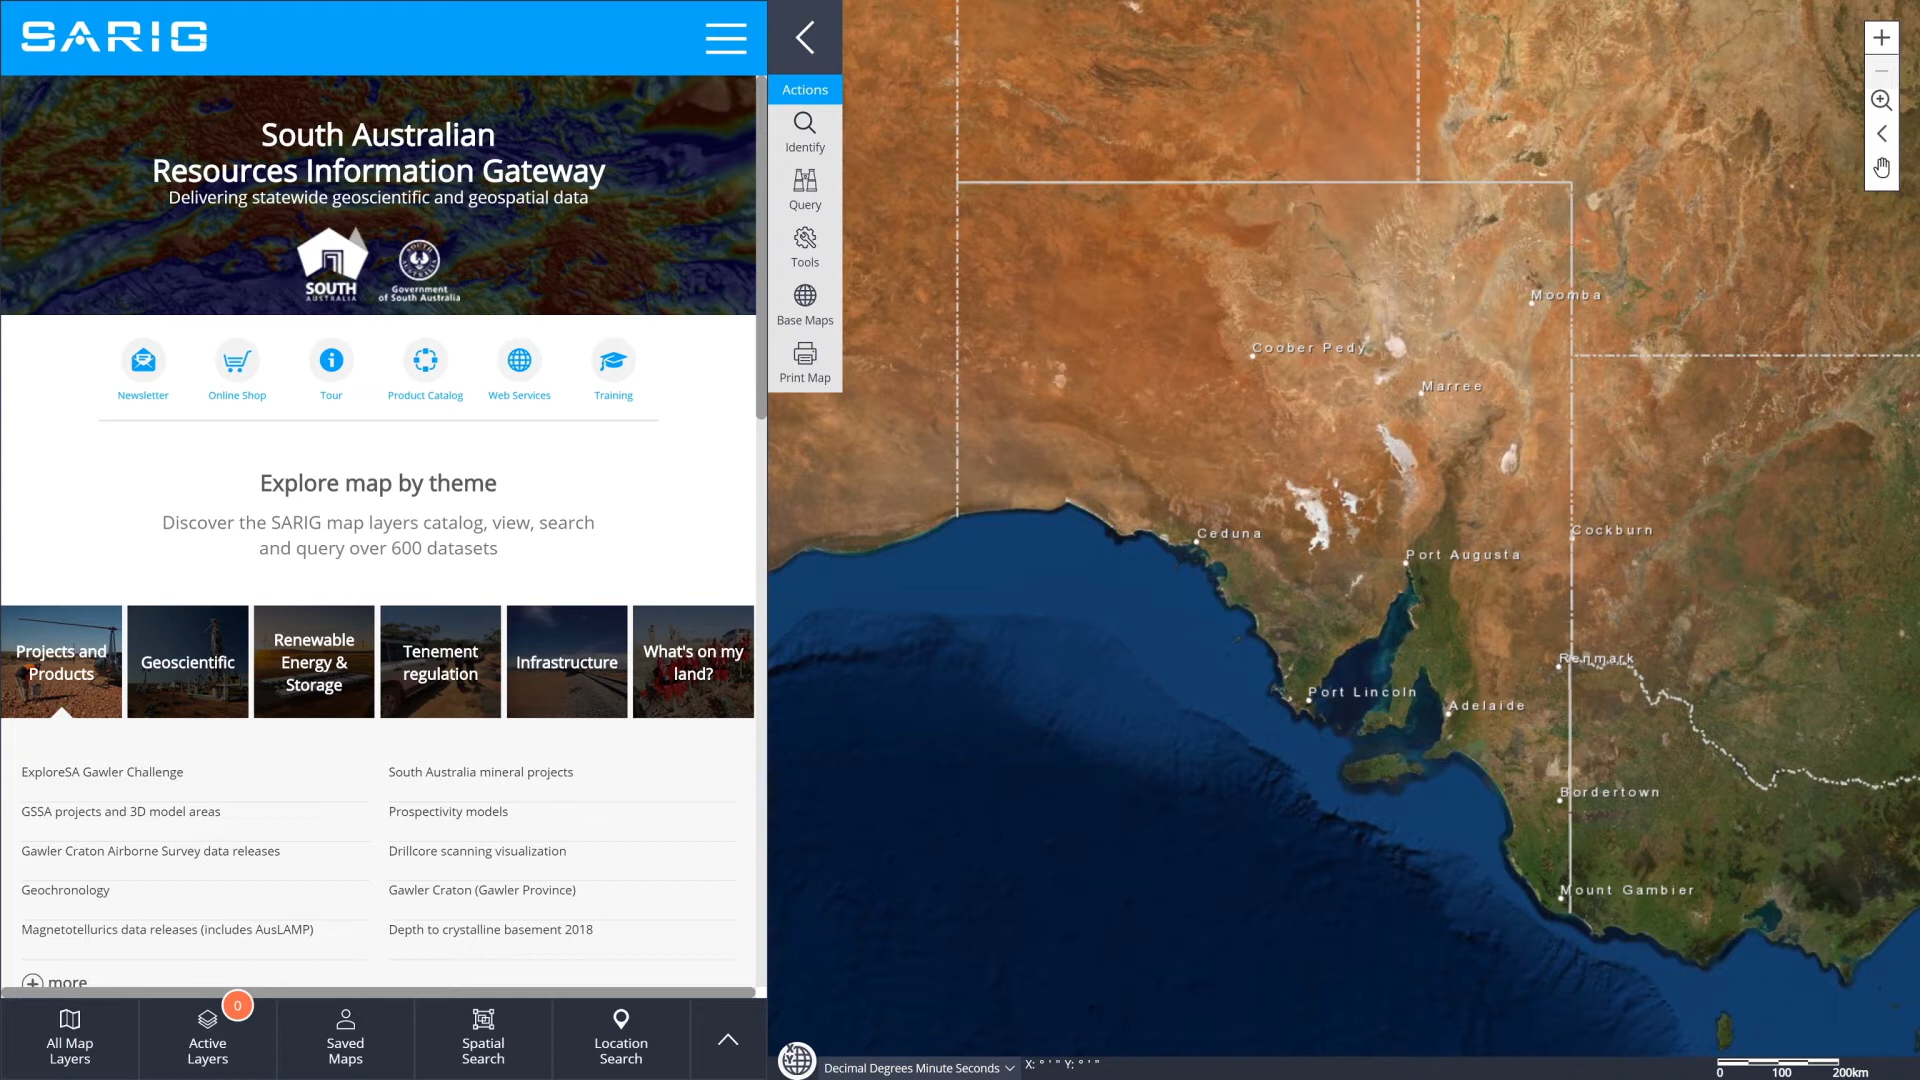 SARIG
South Australian
Resources Information Gateway
Delivering statewide geoscientific and geospatial data
SOUTH
AUSTRALIA
Government
of South Australia
Newsletter
Online Shop
Tour
Product Catalog
Web Services
Training
Explore map by theme
Discover the SARIG map layers catalog, view, search
and query over 600 datasets
Projects and
Products
Geoscientific
Renewable
Energy &
Storage
Tenement
regulation
Infrastructure
What's on my
land?
ExploreSA Gawler Challenge
South Australia mineral projects
GSSA projects and 3D model areas
Prospectivity models
Gawler Craton Airborne Survey data releases
Drillcore scanning visualization
Geochronology
Gawler Craton (Gawler Province)
Magnetotellurics data releases (includes AusLAMP)
Depth to crystalline basement 2018
more
All Map
Layers
0
Active
Layers
Saved
Maps
Spatial
Search
Location
Search
Actions
Identify
Query
Tools
Base Maps
Print Map
Moomba
Coober Pedy
Marree
Ceduna
Cockburn
Port Augusta
Renmark
Port Lincoln
Adelaide
Bordertown
Mount Gambier
Decimal Degrees Minute Seconds
X: ° ' " Y: ° ' "
0 100 200km